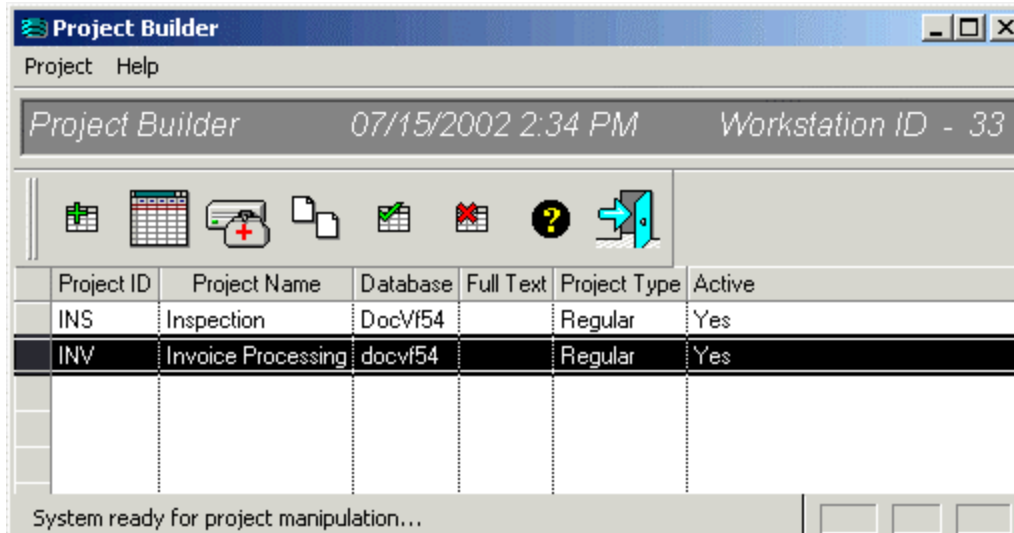 Project Builder
Project Help
Project Builder 07/15/2002 2:34 PM Workstation ID - 33
Project ID Project Name Database Full Text Project Type Active
INS Inspection DocVf54 Regular Yes
INV Invoice Processing docvf54 Regular Yes
System ready for project manipulation...